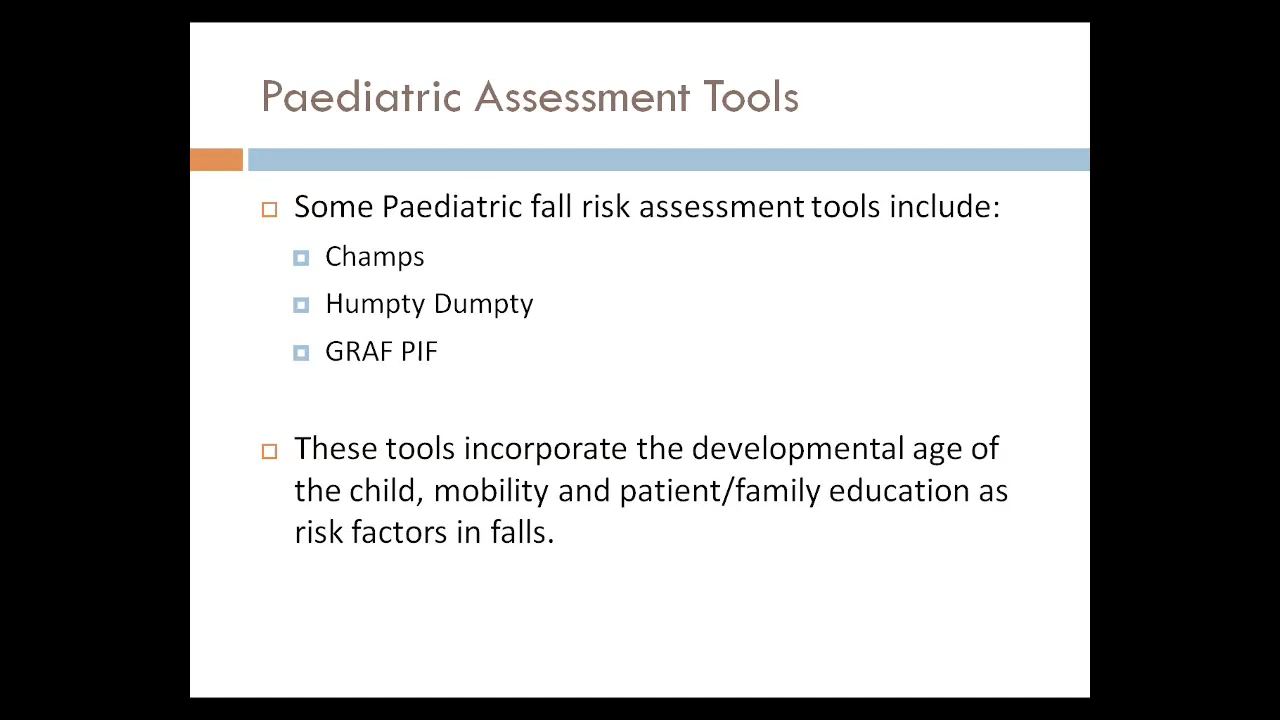 Paediatric Assessment Tools
Some Paediatric fall risk assessment tools include:
Champs
Humpty Dumpty
GRAF PIF
These tools incorporate the developmental age of
the child, mobility and patient/family education as
risk factors in falls.